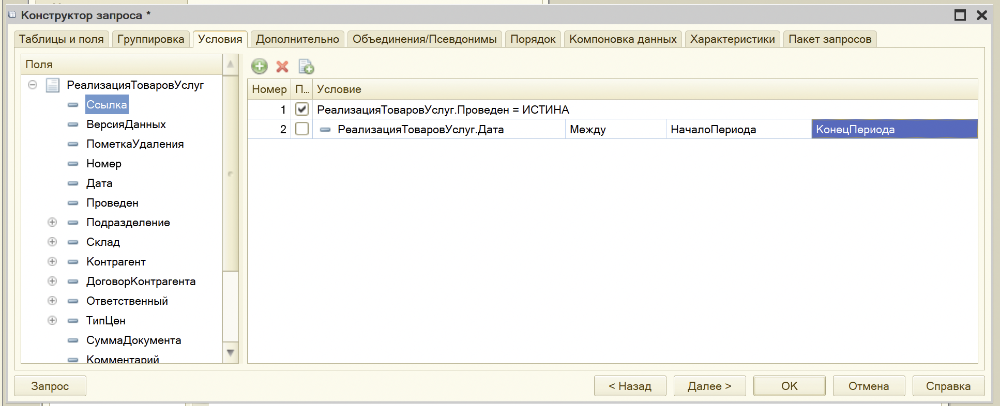 Конструктор запроса *
Таблицы и поля Группировка Условия Дополнительно Объединения/Псевдонимы Порядок Компоновка данных Характеристики Пакет запросов
Поля
РеализацияТоваровУслуг
Ссылка
ВерсияДанных
ПометкаУдаления
Номер
Дата
Проведен
Подразделение
Склад
Контрагент
ДоговорКонтрагента
Ответственный
ТипЦен
СуммаДокумента
Комментарий
Номер П... Условие
1 РеализацияТоваровУслуг.Проведен = ИСТИНА
2 РеализацияТоваровУслуг.Дата Между НачалоПериода КонецПериода
Запрос < Назад Далее > ОК Отмена Справка